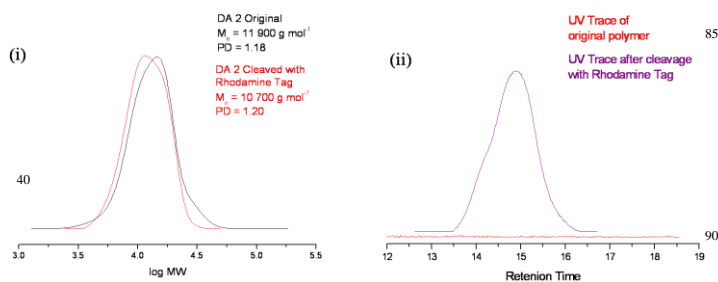 (i)
DA 2 Original
Mn = 11 900 g mol-1
PD = 1.18
DA 2 Cleaved with
Rhodamine Tag
Mn = 10 700 g mol-1
PD = 1.20
40
3.0 3.5 4.0 4.5 5.0 5.5
log MW
(ii)
UV Trace of
original polymer
UV Trace after cleavage
with Rhodamine Tag
85
90
12 13 14 15 16 17 18 19
Retenion Time